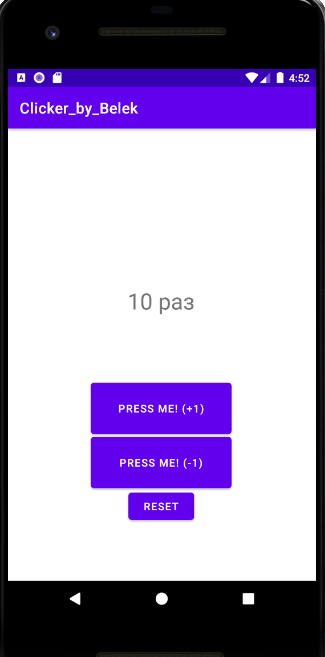 4:52
Clicker_by_Belek
10 раз
PRESS ME! (+1)
PRESS ME! (-1)
RESET